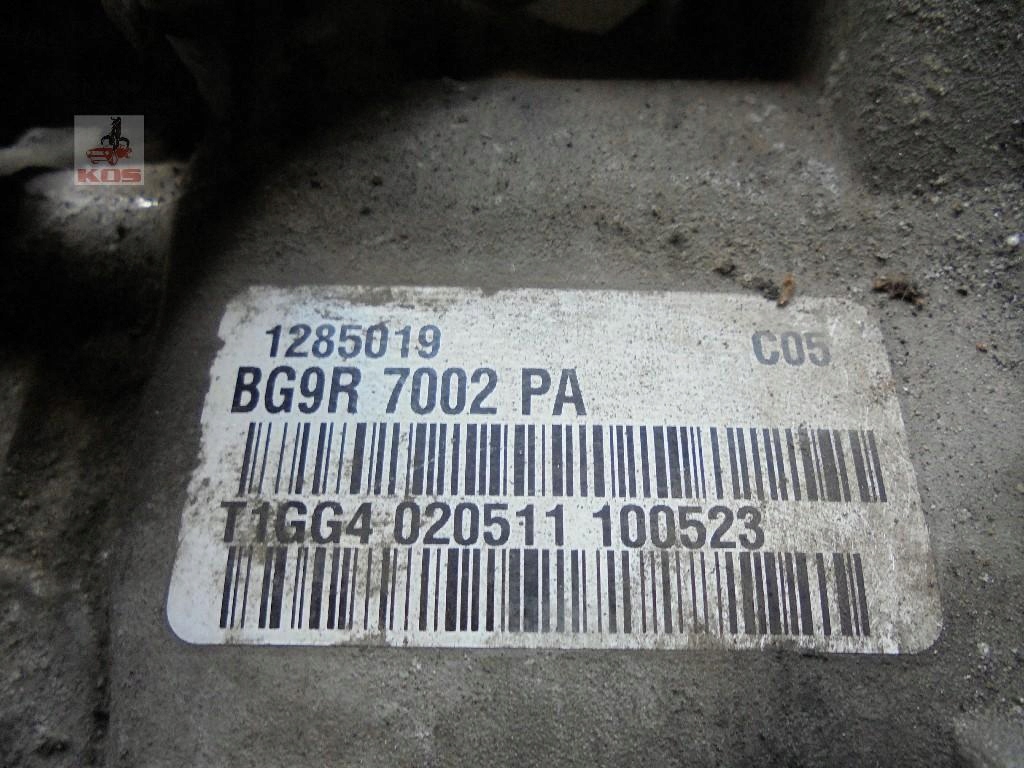 KOS
1285019 C05
BG9R 7002 PA
T1GG4 020511 100523